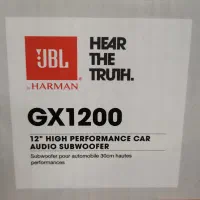 JBL
by HARMAN
HEAR
THE
TRUTH.
GX1200
12" HIGH PERFORMANCE CAR
AUDIO SUBWOOFER
Subwoofer pour automobile 30cm hautes
performances